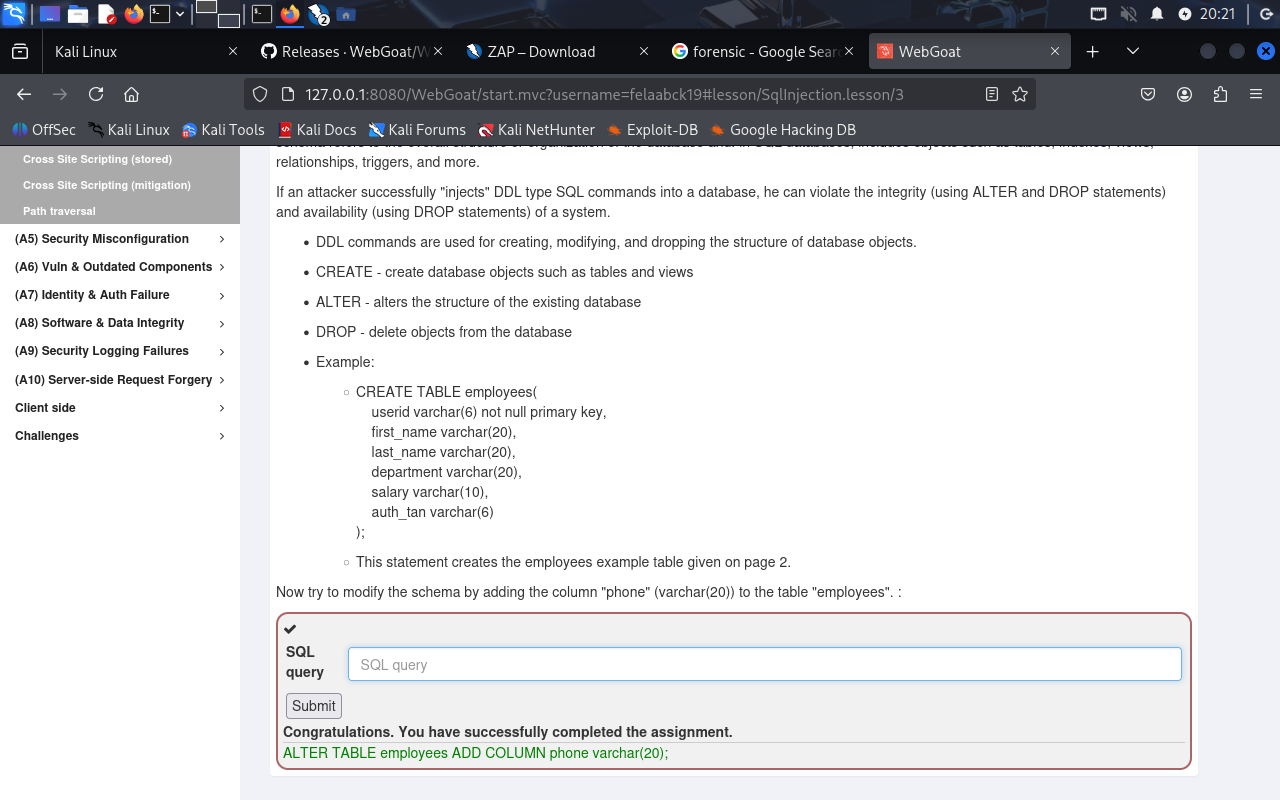 20:21
Kali Linux
Releases · WebGoat/W
ZAP – Download
forensic - Google Sear
WebGoat
127.0.0.1:8080/WebGoat/start.mvc?username=felaabck19#lesson/SqlInjection.lesson/3
OffSec
Kali Linux
Kali Tools
Kali Docs
Kali Forums
Kali NetHunter
Exploit-DB
Google Hacking DB
Cross Site Scripting (stored)
Cross Site Scripting (mitigation)
Path traversal
(A5) Security Misconfiguration
(A6) Vuln & Outdated Components
(A7) Identity & Auth Failure
(A8) Software & Data Integrity
(A9) Security Logging Failures
(A10) Server-side Request Forgery
Client side
Challenges
relationships, triggers, and more.
If an attacker successfully "injects" DDL type SQL commands into a database, he can violate the integrity (using ALTER and DROP statements)
and availability (using DROP statements) of a system.
• DDL commands are used for creating, modifying, and dropping the structure of database objects.
• CREATE - create database objects such as tables and views
• ALTER - alters the structure of the existing database
• DROP - delete objects from the database
• Example:
○ CREATE TABLE employees(
userid varchar(6) not null primary key,
first_name varchar(20),
last_name varchar(20),
department varchar(20),
salary varchar(10),
auth_tan varchar(6)
);
○ This statement creates the employees example table given on page 2.
Now try to modify the schema by adding the column "phone" (varchar(20)) to the table "employees". :
SQL
query
SQL query
Submit
Congratulations. You have successfully completed the assignment.
ALTER TABLE employees ADD COLUMN phone varchar(20);